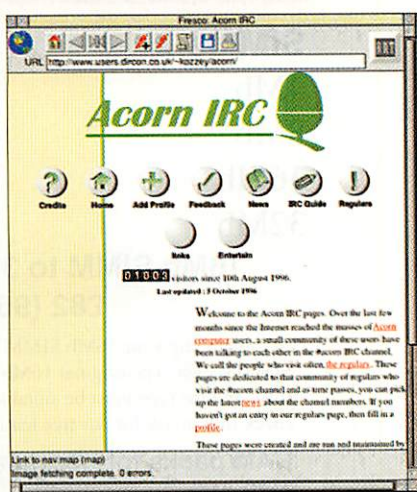 Fresco: Acorn IRC
URL http://www.users.dircon.co.uk/~kozzey/acorn/
Acorn IRC
Credits Home Add Profile Feedback News IRC Guide Regulars
links Entertain
01003 visitors since 10th August 1996.
Last updated : 5 October 1996
Welcome to the Acorn IRC pages. Over the last few
months since the Internet reached the masses of Acorn
computer users, a small community of these users have
been talking to each other in the #acorn IRC channel.
We call the people who visit often, the regulars. These
pages are dedicated to that community of regulars who
visit the #acorn channel and as time passes, you can pick
up the latest news about the channel members. If you
haven't got an entry in our regulars page, then fill in a
profile.
These pages were created and are run and maintained by
Link to nav map (map)
Image fetching complete. 0 errors.